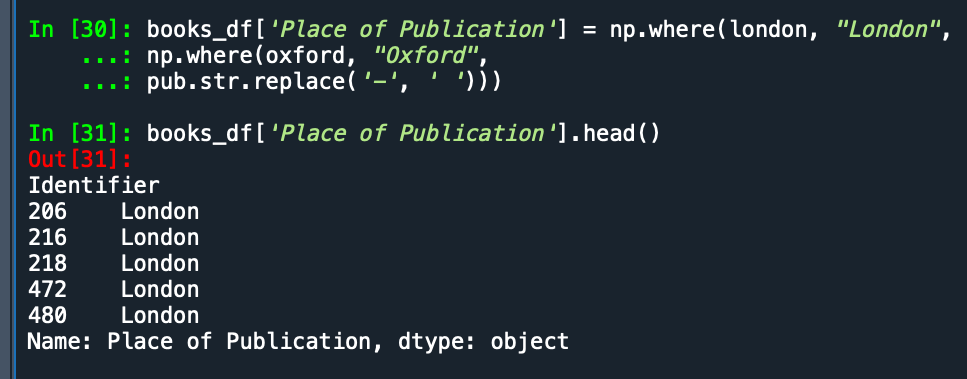 In [30]: books_df['Place of Publication'] = np.where(london, "London",
    ...: np.where(oxford, "Oxford",
    ...: pub.str.replace('-', ' ')))
In [31]: books_df['Place of Publication'].head()
Out[31]:
Identifier
206    London
216    London
218    London
472    London
480    London
Name: Place of Publication, dtype: object